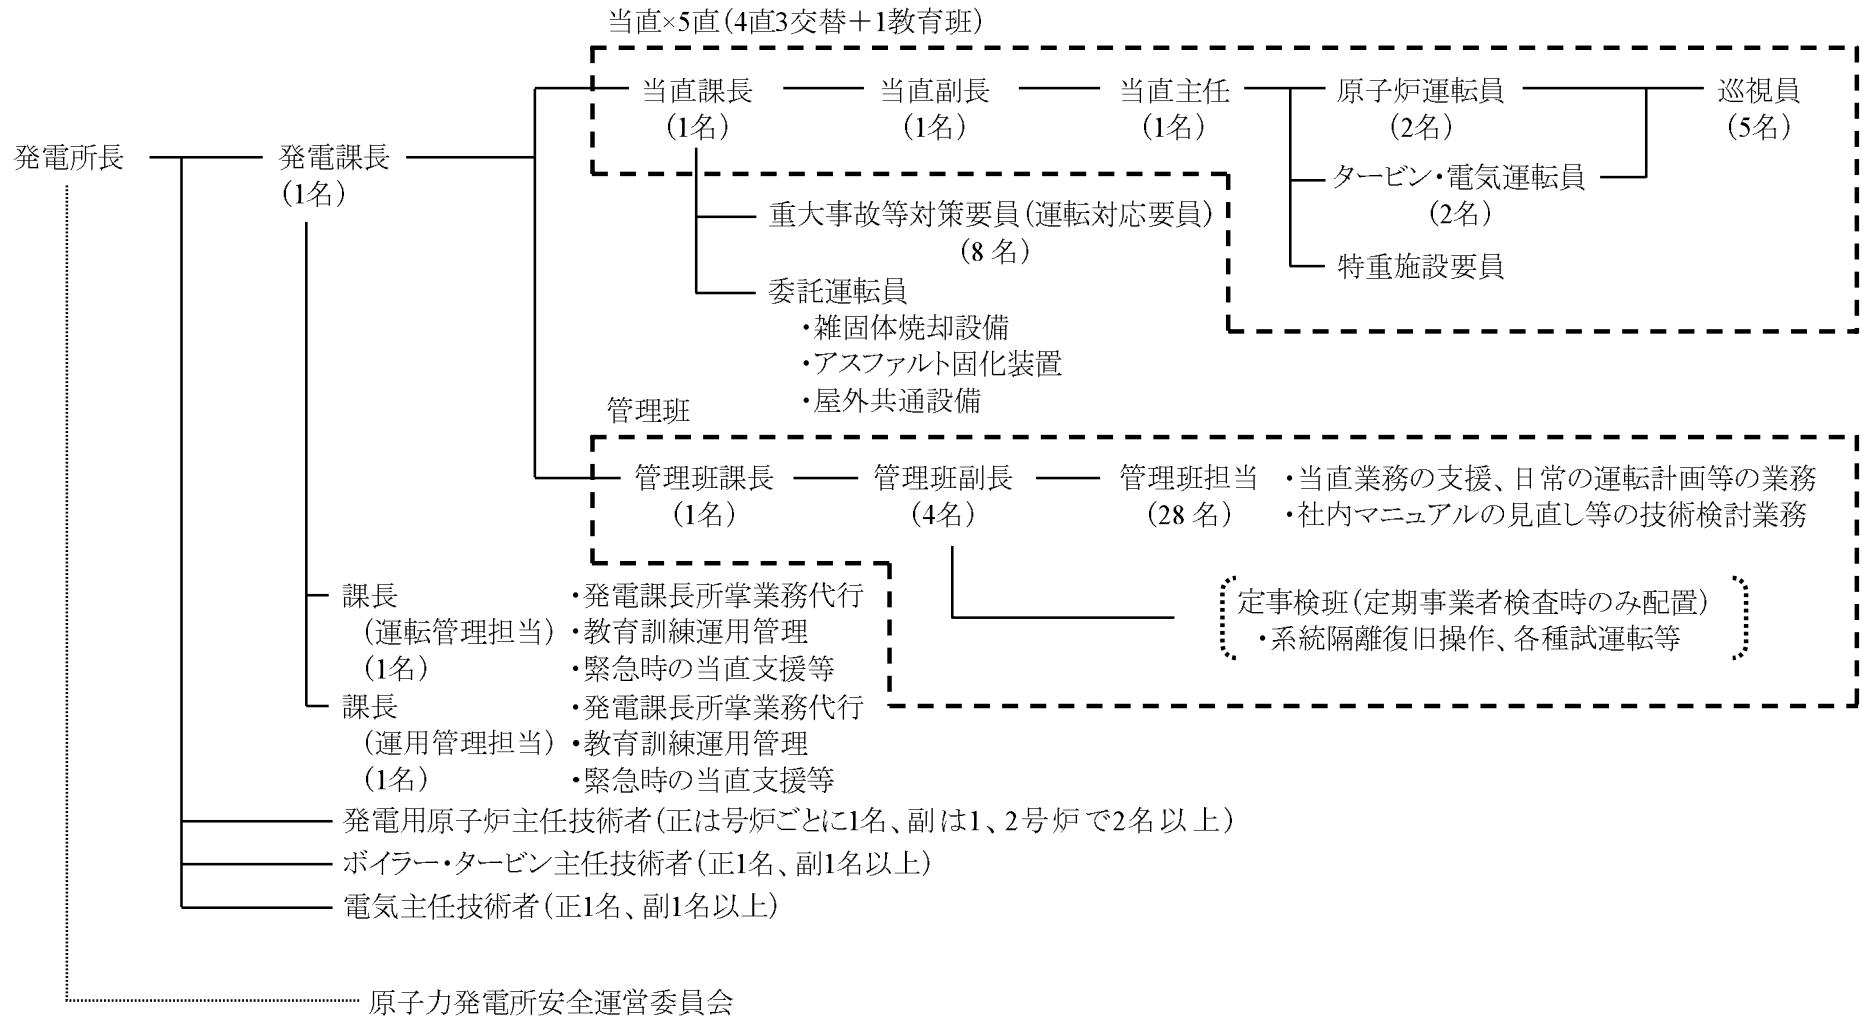 当直×5直(4直3交替＋1教育班)
当直課長 当直副長 当直主任 原子炉運転員 巡視員
(1名) (1名) (1名) (2名) (5名)
発電所長 発電課長 タービン・電気運転員
(1名) (2名)
重大事故等対策要員(運転対応要員)
(8 名)
特重施設要員
委託運転員
・雑固体焼却設備
・アスファルト固化装置
・屋外共通設備
管理班
管理班課長 管理班副長 管理班担当 ・当直業務の支援、日常の運転計画等の業務
(1名) (4名) (28 名) ・社内マニュアルの見直し等の技術検討業務
課長 ・発電課長所掌業務代行 定事検班(定期事業者検査時のみ配置)
(運転管理担当) ・教育訓練運用管理 ・系統隔離復旧操作、各種試運転等
(1名) ・緊急時の当直支援等
課長 ・発電課長所掌業務代行
(運用管理担当) ・教育訓練運用管理
(1名) ・緊急時の当直支援等
発電用原子炉主任技術者(正は号炉ごとに1名、副は1、2号炉で2名以上)
ボイラー・タービン主任技術者(正1名、副1名以上)
電気主任技術者(正1名、副1名以上)
原子力発電所安全運営委員会